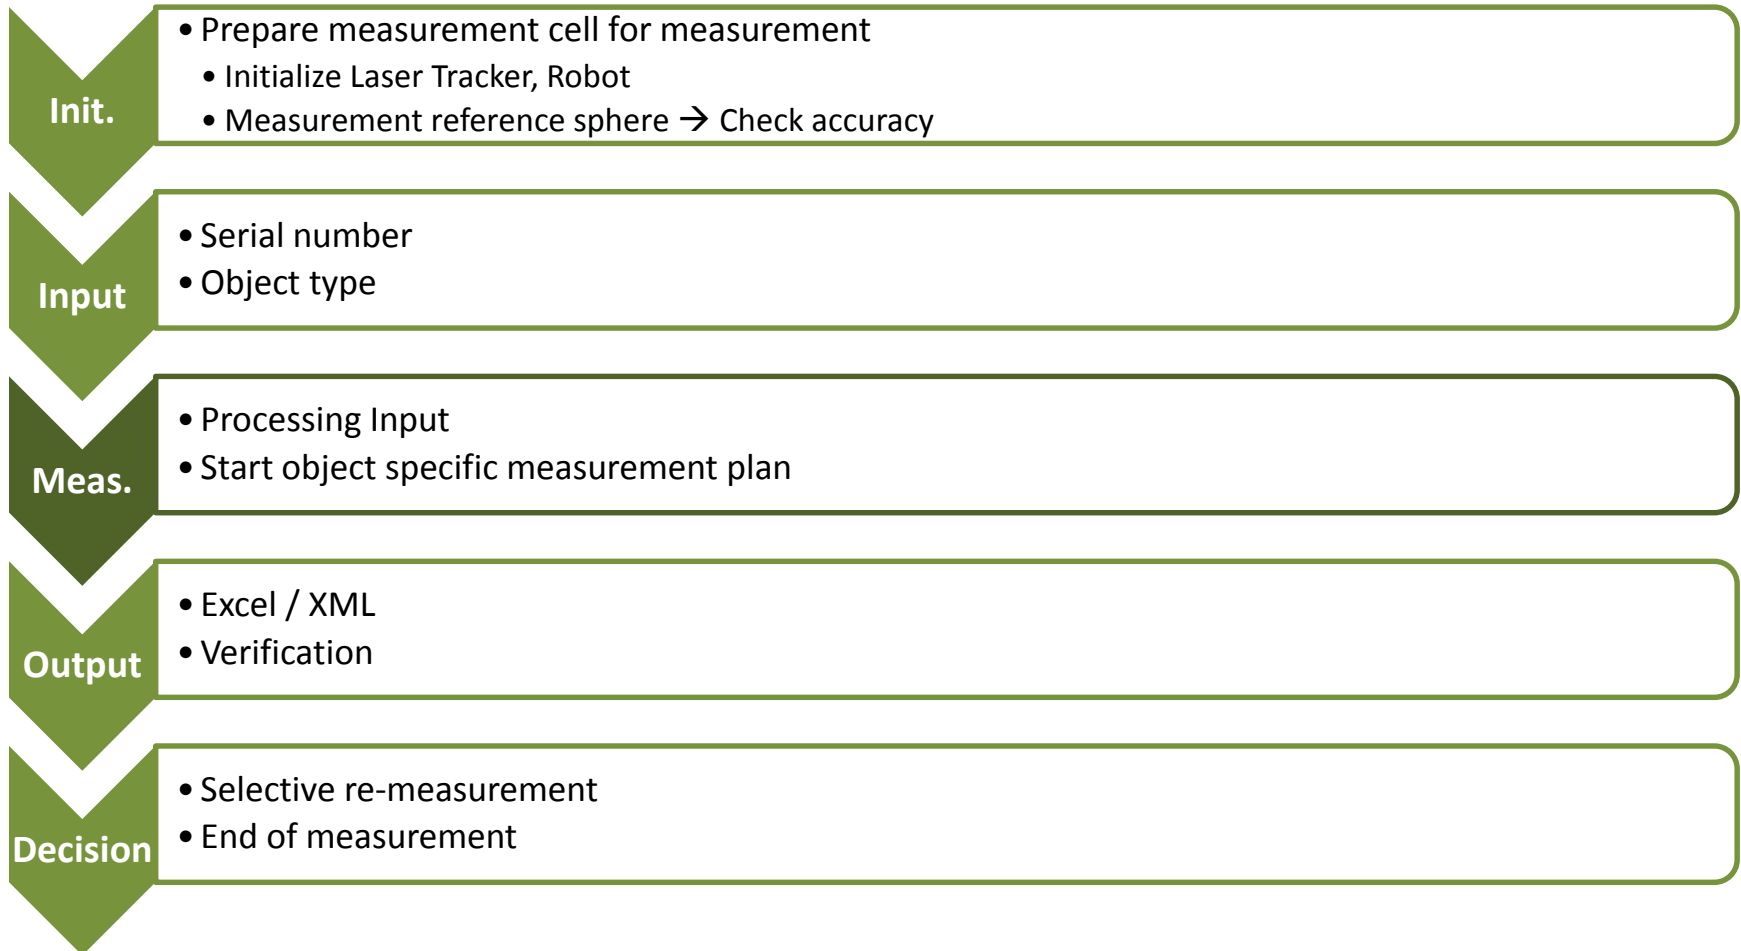 Init.
• Prepare measurement cell for measurement
• Initialize Laser Tracker, Robot
• Measurement reference sphere → Check accuracy
Input
• Serial number
• Object type
Meas.
• Processing Input
• Start object specific measurement plan
Output
• Excel / XML
• Verification
Decision
• Selective re-measurement
• End of measurement